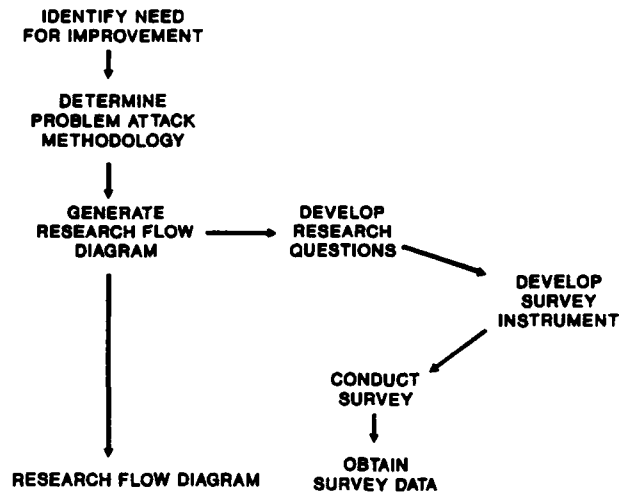 IDENTIFY NEED
FOR IMPROVEMENT
DETERMINE
PROBLEM ATTACK
METHODOLOGY
GENERATE
RESEARCH FLOW
DIAGRAM
DEVELOP
RESEARCH
QUESTIONS
DEVELOP
SURVEY
INSTRUMENT
CONDUCT
SURVEY
OBTAIN
SURVEY DATA
RESEARCH FLOW DIAGRAM